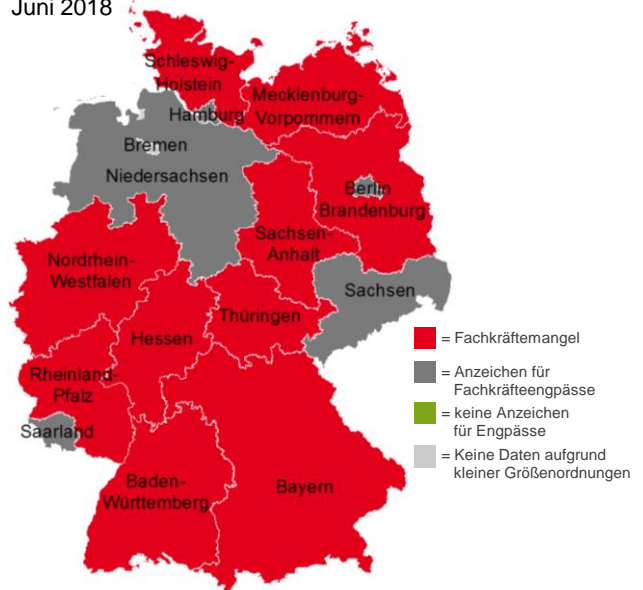 Juni 2018
Schleswig-
Holstein
Mecklenburg-
Vorpommern
Hamburg
Bremen
Niedersachsen
Berlin
Brandenburg
Sachsen-
Anhalt
Nordrhein-
Westfalen
Sachsen
Thüringen
Hessen
Rheinland-
Pfalz
Saarland
Baden-
Württemberg
Bayern
= Fachkräftemangel
= Anzeichen für
Fachkräfteengpässe
= keine Anzeichen
für Engpässe
= Keine Daten aufgrund
kleiner Größenordnungen